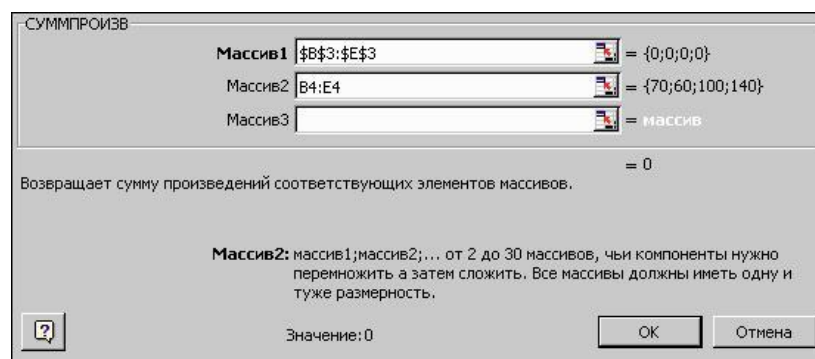 СУММПРОИЗВ
Массив1 $B$3:$E$3 = {0;0;0;0}
Массив2 B4:E4 = {70;60;100;140}
Массив3 = массив
= 0
Возвращает сумму произведений соответствующих элементов массивов.
Массив2: массив1;массив2;... от 2 до 30 массивов, чьи компоненты нужно
перемножить а затем сложить. Все массивы должны иметь одну и
туже размерность.
? Значение:0 OK Отмена